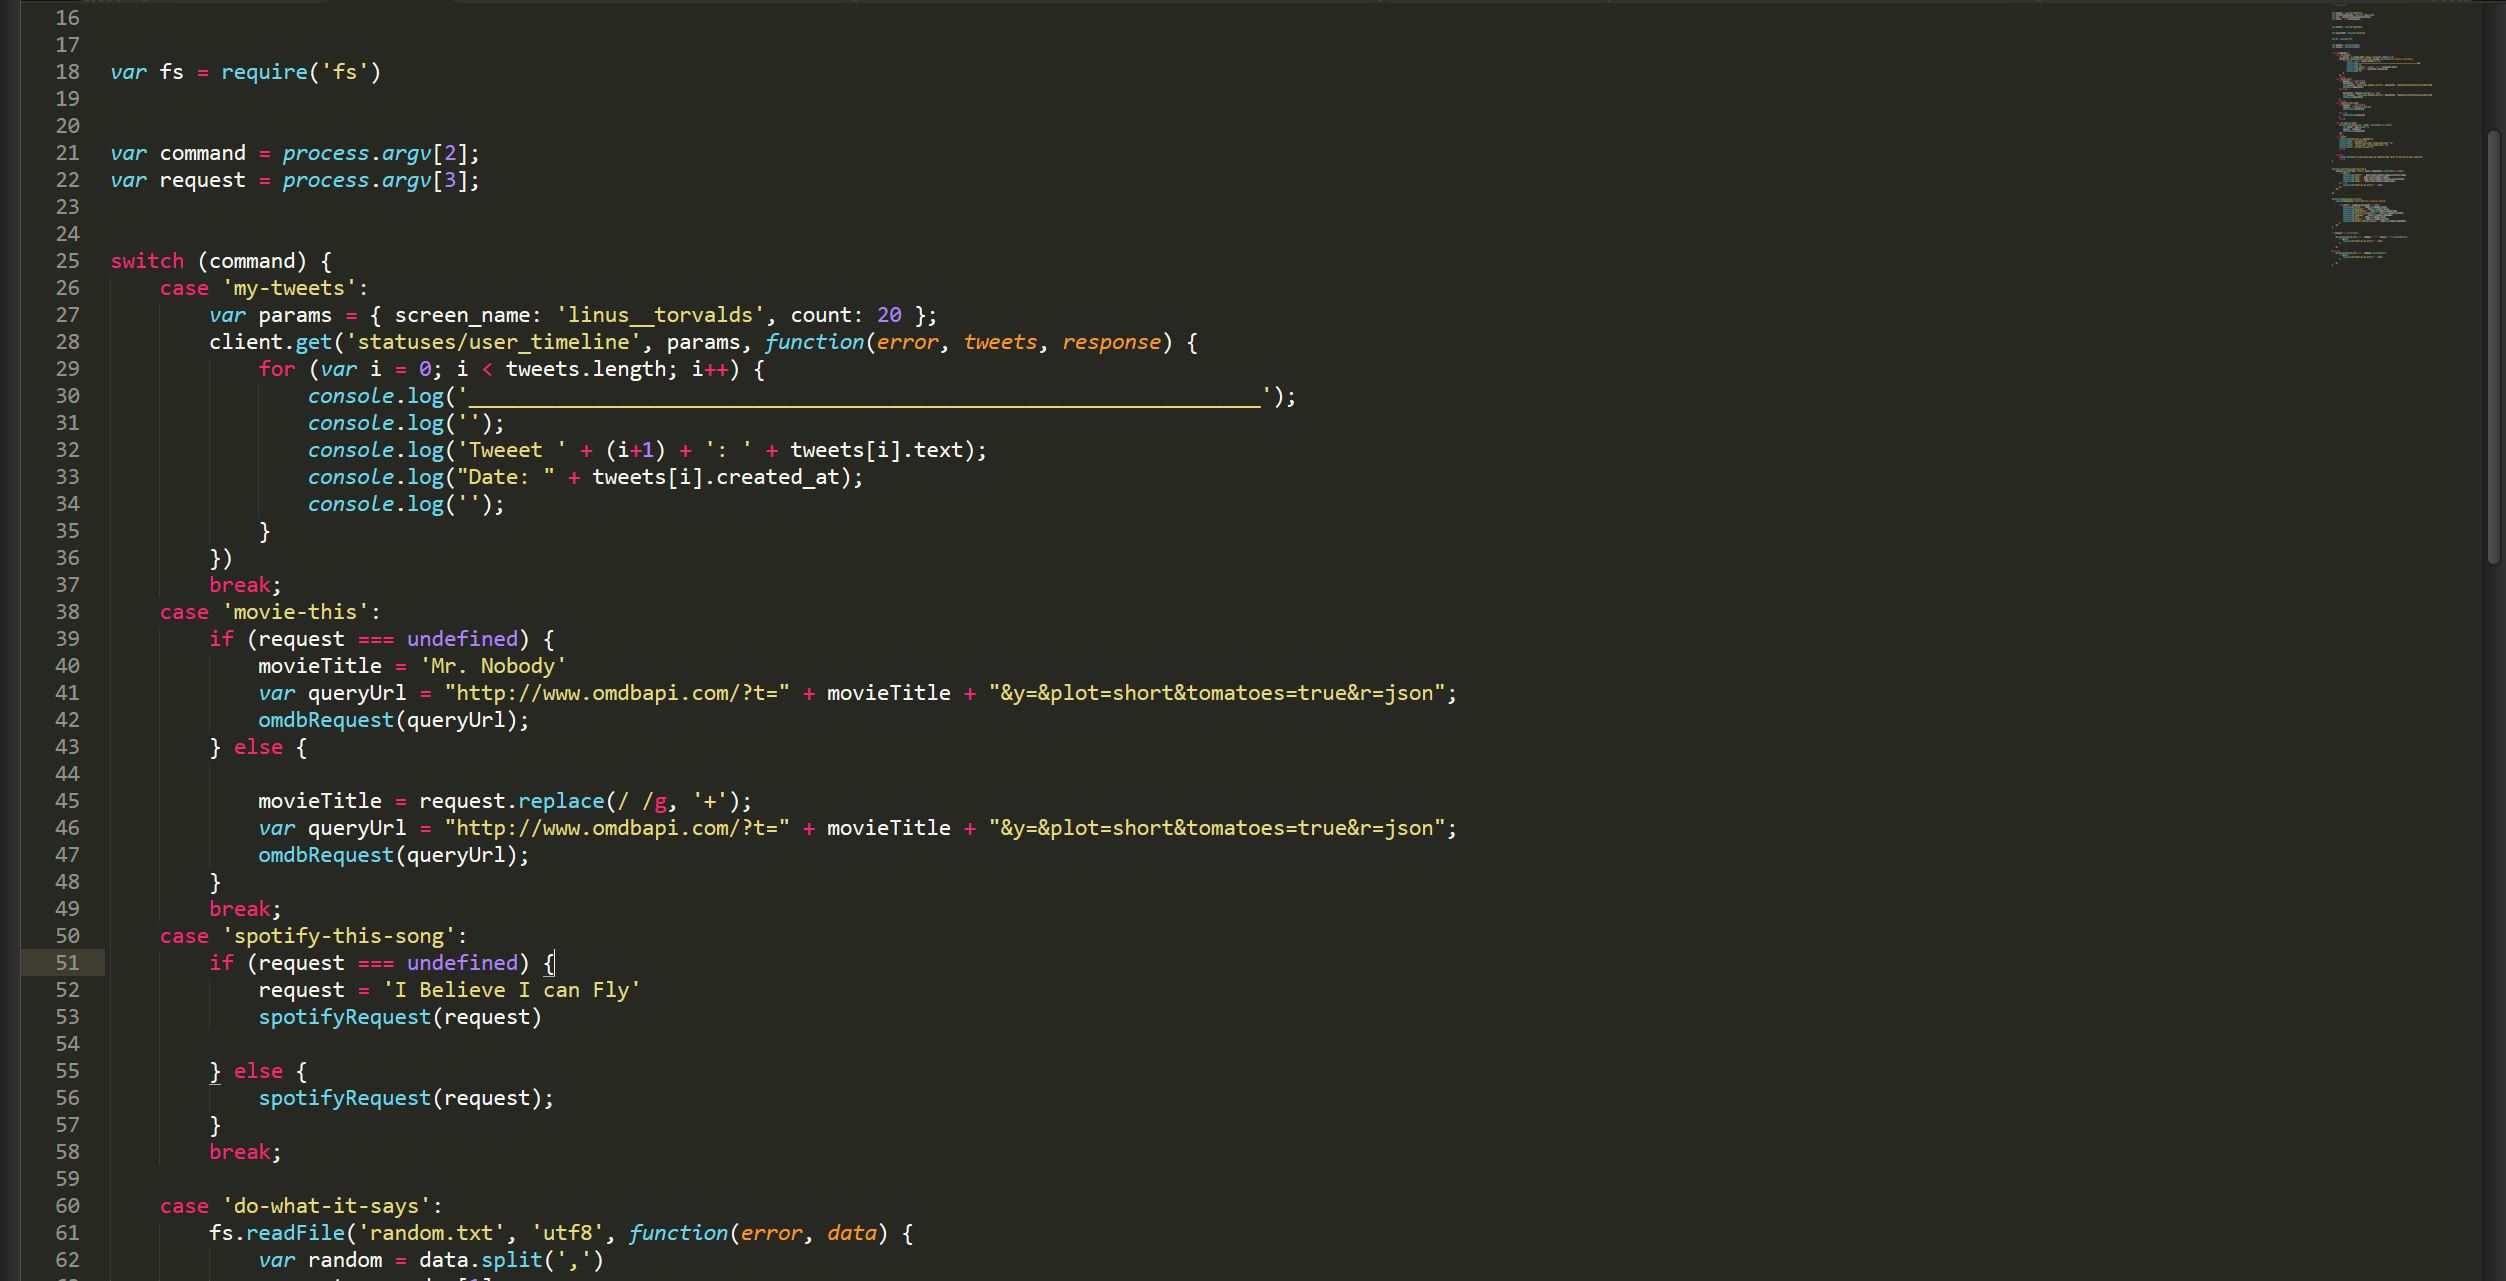 16
17
18 var fs = require('fs')
19
20
21 var command = process.argv[2];
22 var request = process.argv[3];
23
24
25 switch (command) {
26     case 'my-tweets':
27         var params = { screen_name: 'linus__torvalds', count: 20 };
28         client.get('statuses/user_timeline', params, function(error, tweets, response) {
29             for (var i = 0; i < tweets.length; i++) {
30                 console.log('________________________________________________________________');
31                 console.log('');
32                 console.log('Tweeet ' + (i+1) + ': ' + tweets[i].text);
33                 console.log("Date: " + tweets[i].created_at);
34                 console.log('');
35             }
36         })
37         break;
38     case 'movie-this':
39         if (request === undefined) {
40             movieTitle = 'Mr. Nobody'
41             var queryUrl = "http://www.omdbapi.com/?t=" + movieTitle + "&y=&plot=short&tomatoes=true&r=json";
42             omdbRequest(queryUrl);
43         } else {
44
45             movieTitle = request.replace(/ /g, '+');
46             var queryUrl = "http://www.omdbapi.com/?t=" + movieTitle + "&y=&plot=short&tomatoes=true&r=json";
47             omdbRequest(queryUrl);
48         }
49         break;
50     case 'spotify-this-song':
51         if (request === undefined) {
52             request = 'I Believe I can Fly'
53             spotifyRequest(request)
54
55         } else {
56             spotifyRequest(request);
57         }
58         break;
59
60     case 'do-what-it-says':
61         fs.readFile('random.txt', 'utf8', function(error, data) {
62             var random = data.split(',')